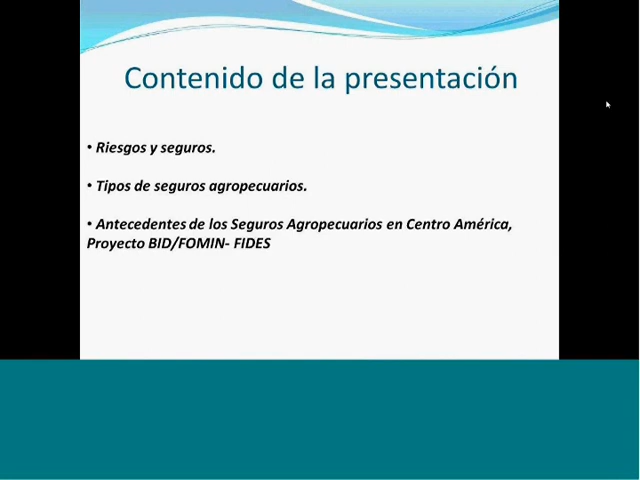 Contenido de la presentación
• Riesgos y seguros.
• Tipos de seguros agropecuarios.
• Antecedentes de los Seguros Agropecuarios en Centro América,
Proyecto BID/FOMIN- FIDES